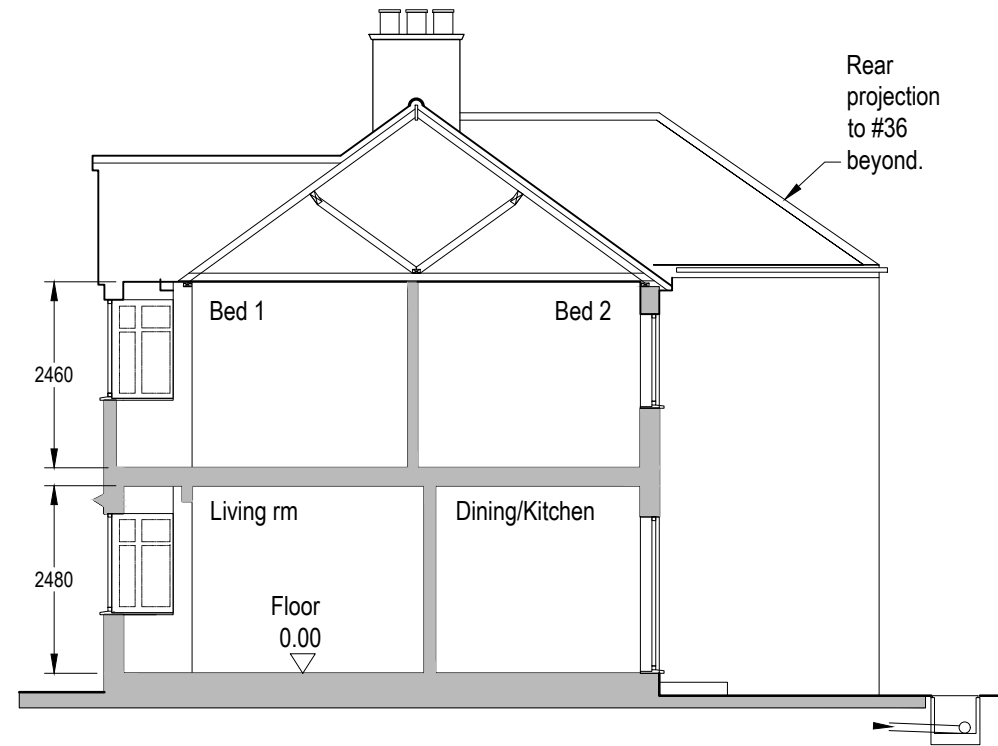 Rear
projection
to #36
beyond.
Bed 1
Bed 2
2460
Living rm
Dining/Kitchen
2480
Floor
0.00